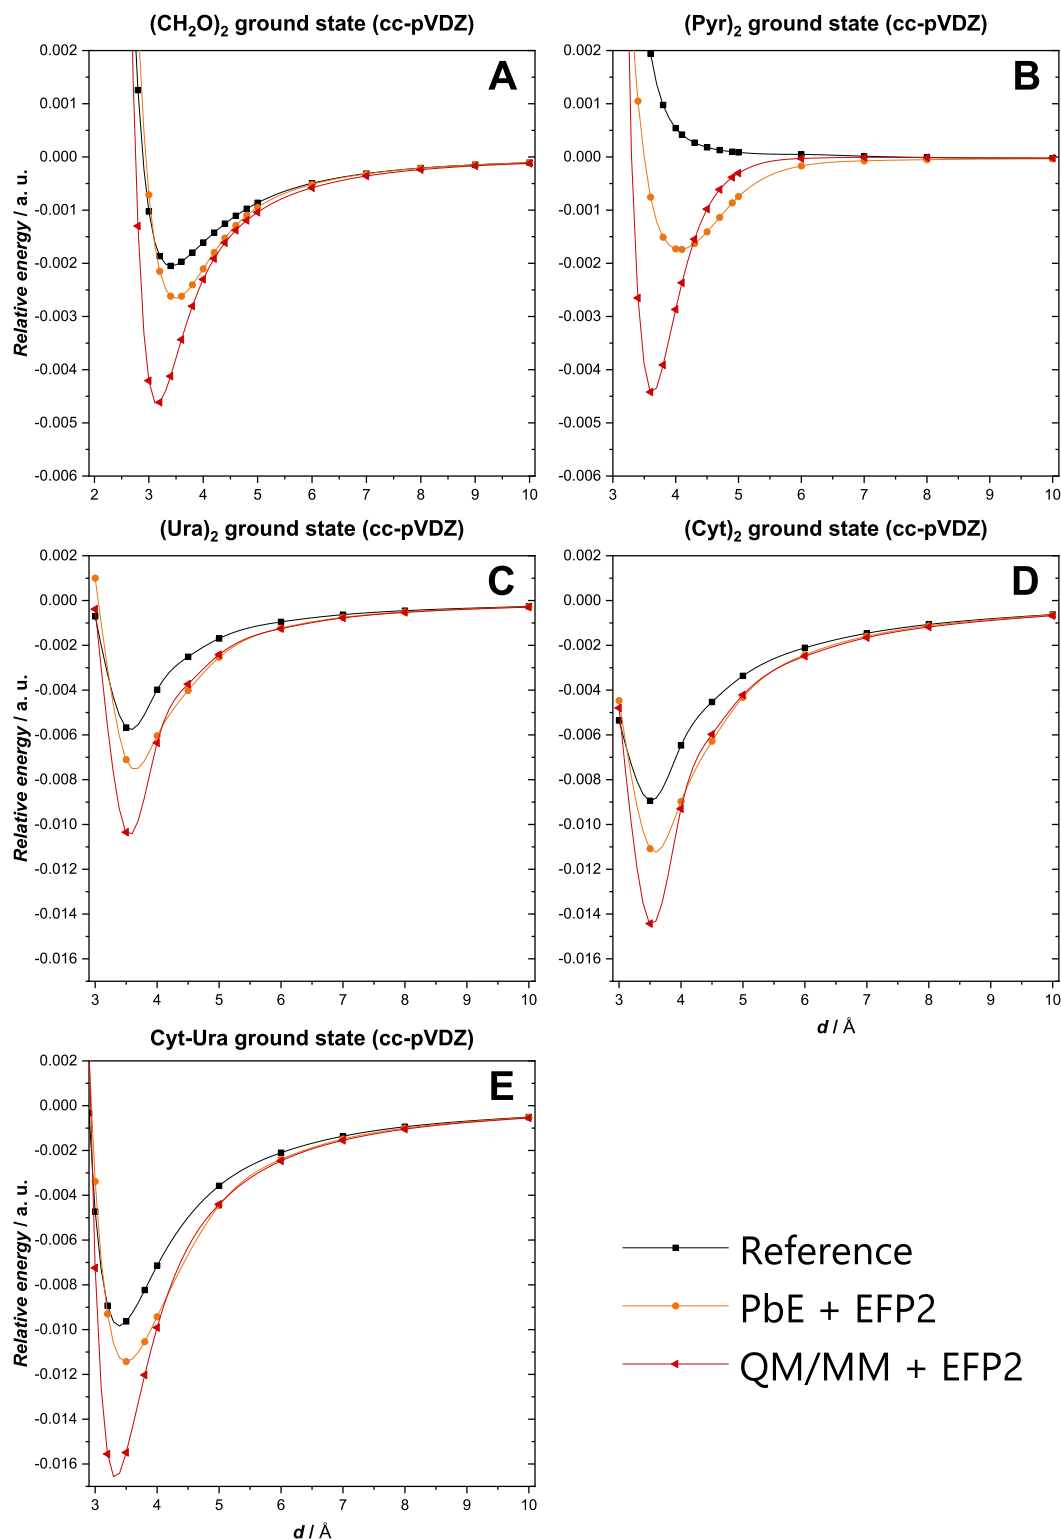 (CH₂O)₂ ground state (cc-pVDZ)
A
0.002
0.001
0.000
-0.001
-0.002
-0.003
-0.004
-0.005
-0.006
Relative energy / a. u.
2 3 4 5 6 7 8 9 10
(Pyr)₂ ground state (cc-pVDZ)
B
0.002
0.001
0.000
-0.001
-0.002
-0.003
-0.004
-0.005
-0.006
3 4 5 6 7 8 9 10
(Ura)₂ ground state (cc-pVDZ)
C
0.002
0.000
-0.002
-0.004
-0.006
-0.008
-0.010
-0.012
-0.014
-0.016
Relative energy / a. u.
3 4 5 6 7 8 9 10
(Cyt)₂ ground state (cc-pVDZ)
D
0.002
0.000
-0.002
-0.004
-0.006
-0.008
-0.010
-0.012
-0.014
-0.016
3 4 5 6 7 8 9 10
d / Å
Cyt-Ura ground state (cc-pVDZ)
E
0.002
0.000
-0.002
-0.004
-0.006
-0.008
-0.010
-0.012
-0.014
-0.016
Relative energy / a. u.
3 4 5 6 7 8 9 10
d / Å
Reference
PbE + EFP2
QM/MM + EFP2